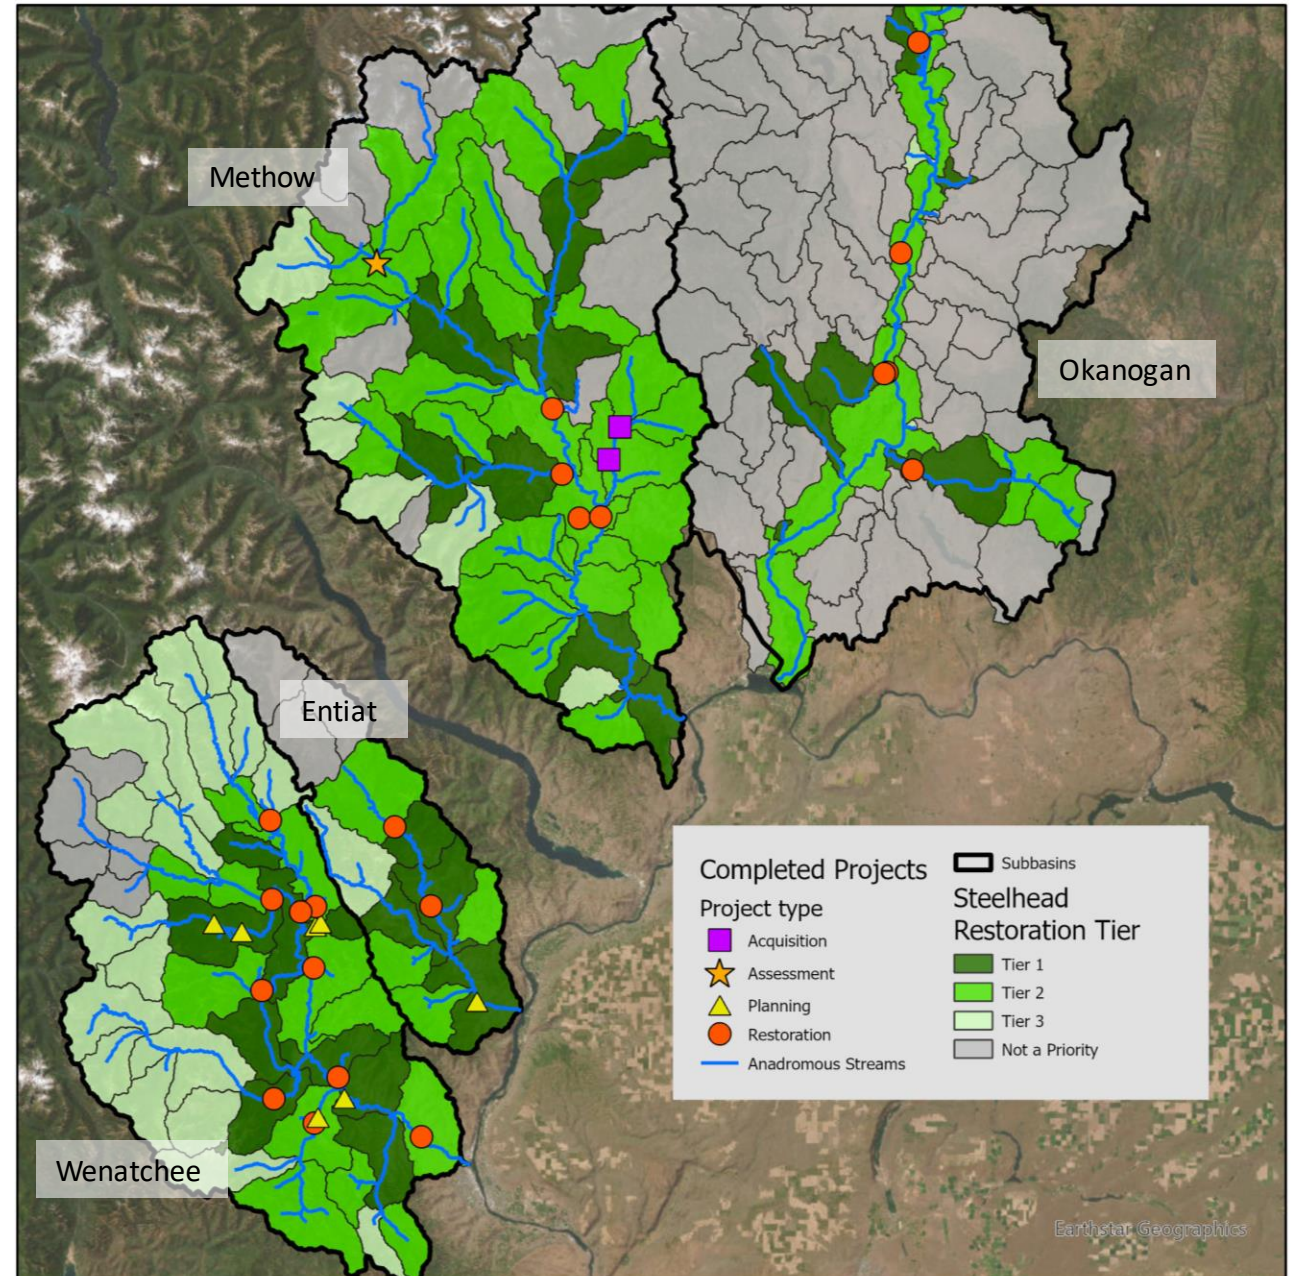 Methow
Okanogan
Entiat
Wenatchee
Completed Projects
Project type
Acquisition
Assessment
Planning
Restoration
Anadromous Streams
Subbasins
Steelhead
Restoration Tier
Tier 1
Tier 2
Tier 3
Not a Priority
Earthstar Geographics